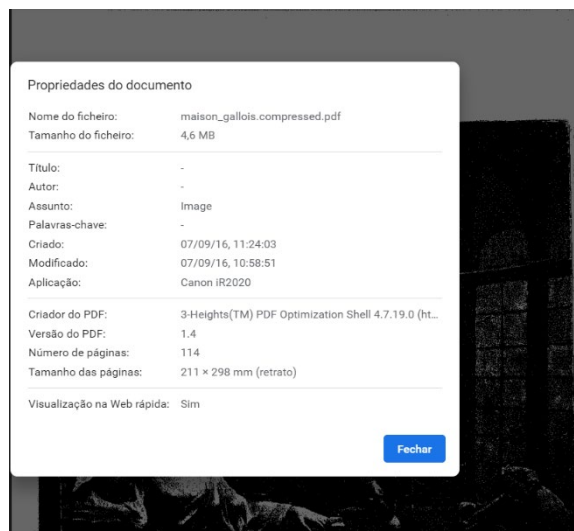 Propriedades do documento
Nome do ficheiro: maison_gallois.compressed.pdf
Tamanho do ficheiro: 4,6 MB
Título: -
Autor: -
Assunto: Image
Palavras-chave: -
Criado: 07/09/16, 11:24:03
Modificado: 07/09/16, 10:58:51
Aplicação: Canon iR2020
Criador do PDF: 3-Heights(TM) PDF Optimization Shell 4.7.19.0 (ht...
Versão do PDF: 1.4
Número de páginas: 114
Tamanho das páginas: 211 × 298 mm (retrato)
Visualização na Web rápida: Sim
Fechar